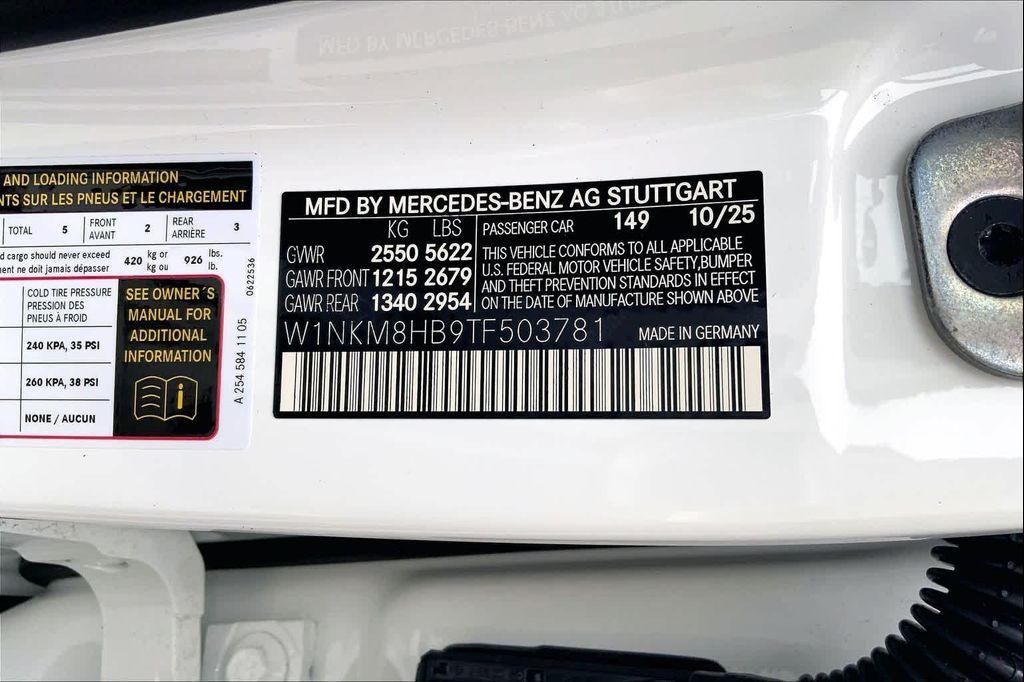 AND LOADING INFORMATION
NTS SUR LES PNEUS ET LE CHARGEMENT
TOTAL 5 FRONT AVANT 2 REAR ARRIÈRE 3
d cargo should never exceed
ment ne doit jamais dépasser
420 kg or kg ou 926 lbs. lb.
COLD TIRE PRESSURE
PRESSION DES
PNEUS À FROID
240 KPA, 35 PSI
260 KPA, 38 PSI
NONE / AUCUN
SEE OWNER´S
MANUAL FOR
ADDITIONAL
INFORMATION
i
0622536
A 254 584 11 05
MFD BY MERCEDES-BENZ AG STUTTGART
KG LBS
GVWR 2550 5622
GAWR FRONT 1215 2679
GAWR REAR 1340 2954
PASSENGER CAR 149 10/25
THIS VEHICLE CONFORMS TO ALL APPLICABLE
U.S. FEDERAL MOTOR VEHICLE SAFETY,BUMPER
AND THEFT PREVENTION STANDARDS IN EFFECT
ON THE DATE OF MANUFACTURE SHOWN ABOVE
W1NKM8HB9TF503781 MADE IN GERMANY